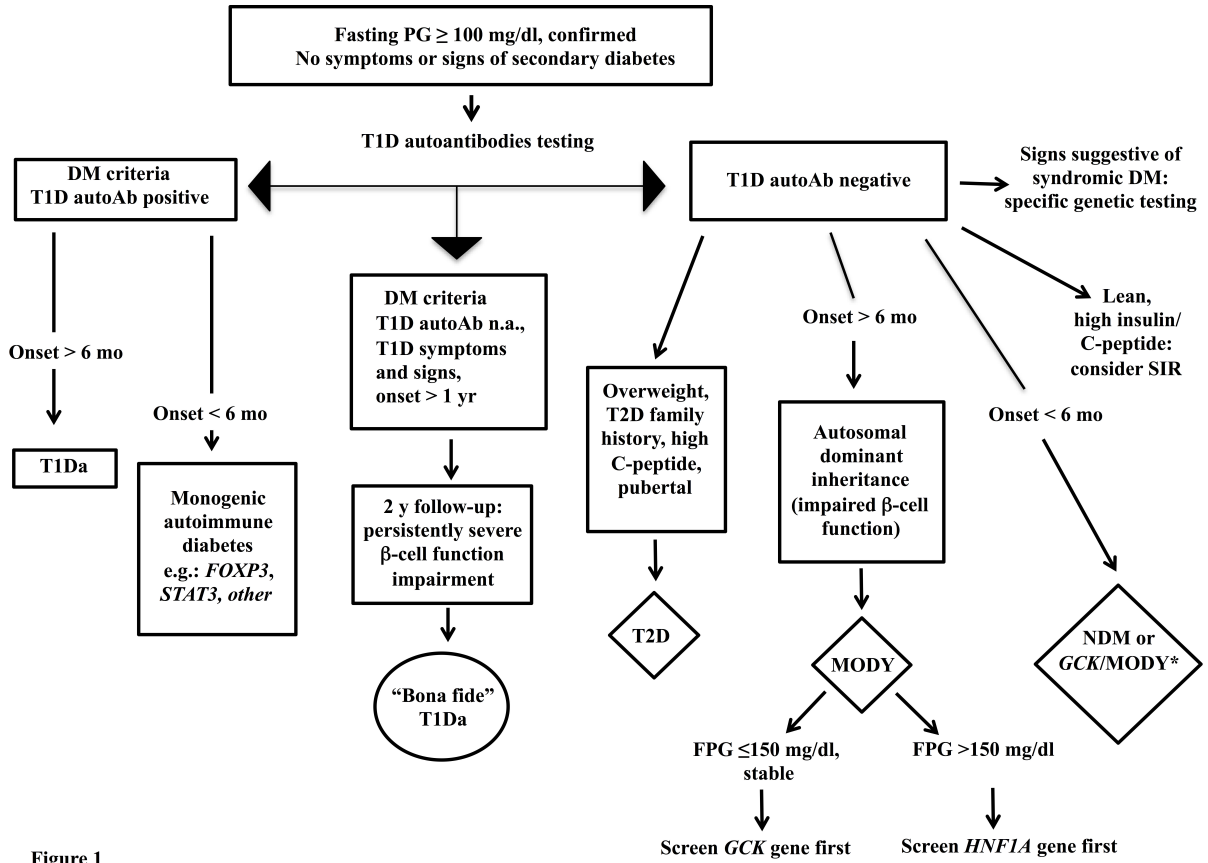 Fasting PG ≥ 100 mg/dl, confirmed
No symptoms or signs of secondary diabetes
T1D autoantibodies testing
DM criteria
T1D autoAb positive
T1D autoAb negative
Signs suggestive of
syndromic DM:
specific genetic testing
Onset > 6 mo
T1Da
Onset < 6 mo
Monogenic
autoimmune
diabetes
e.g.: FOXP3,
STAT3, other
DM criteria
T1D autoAb n.a.,
T1D symptoms
and signs,
onset > 1 yr
2 y follow-up:
persistently severe
β-cell function
impairment
“Bona fide”
T1Da
Overweight,
T2D family
history, high
C-peptide,
pubertal
T2D
Onset > 6 mo
Autosomal
dominant
inheritance
(impaired β-cell
function)
MODY
FPG ≤150 mg/dl,
stable
Screen GCK gene first
FPG >150 mg/dl
Screen HNF1A gene first
Lean,
high insulin/
C-peptide:
consider SIR
Onset < 6 mo
NDM or
GCK/MODY*
Figure 1